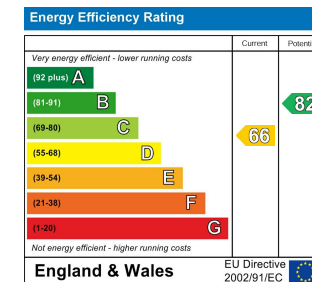 Energy Efficiency Rating
Current
Very energy efficient - lower running costs
(92 plus) A
(81-91) B
82
(69-80) C
66
(55-68) D
(39-54) E
(21-38) F
(1-20) G
Not energy efficient - higher running costs
England & Wales
EU Directive
2002/91/EC